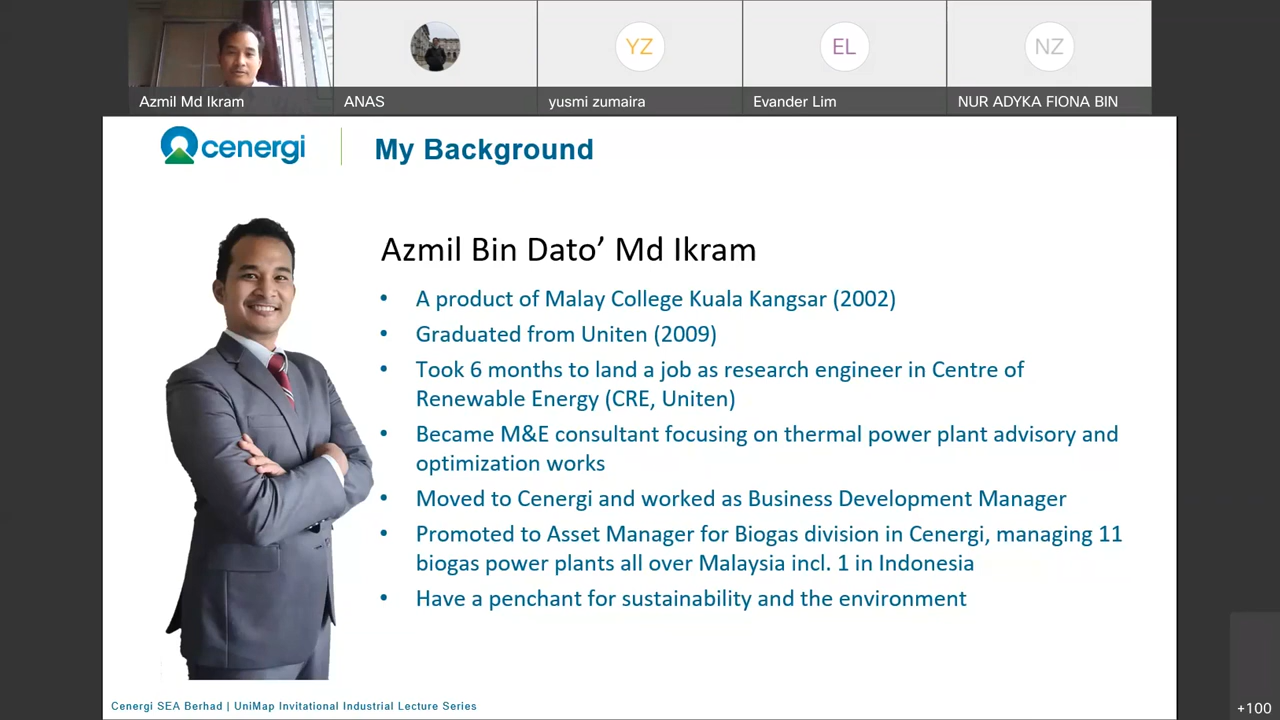 Azmil Md Ikram
ANAS
YZ
yusmi zumaira
EL
Evander Lim
NZ
NUR ADYKA FIONA BIN
cenergi
My Background
Azmil Bin Dato’ Md Ikram
• A product of Malay College Kuala Kangsar (2002)
• Graduated from Uniten (2009)
• Took 6 months to land a job as research engineer in Centre of
Renewable Energy (CRE, Uniten)
• Became M&E consultant focusing on thermal power plant advisory and
optimization works
• Moved to Cenergi and worked as Business Development Manager
• Promoted to Asset Manager for Biogas division in Cenergi, managing 11
biogas power plants all over Malaysia incl. 1 in Indonesia
• Have a penchant for sustainability and the environment
Cenergi SEA Berhad | UniMap Invitational Industrial Lecture Series
+100